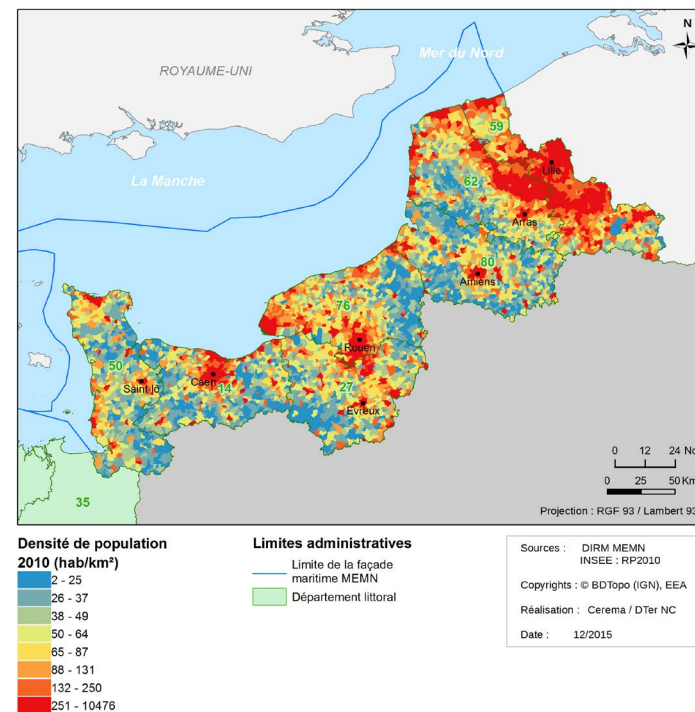 N
Mer du Nord
ROYAUME-UNI
59
Lille
La Manche
62
Arras
80
Amiens
76
Rouen
50
Saint-lô
Caen
14
27
Evreux
0 12 24 No
0 25 50 Km
35
Projection : RGF 93 / Lambert 93
Densité de population
2010 (hab/km²)
2 - 25
26 - 37
38 - 49
50 - 64
65 - 87
88 - 131
132 - 250
251 - 10476
Limites administratives
Limite de la façade
maritime MEMN
Département littoral
Sources : DIRM MEMN
INSEE : RP2010
Copyrights : © BDTopo (IGN), EEA
Réalisation : Cerema / DTer NC
Date : 12/2015